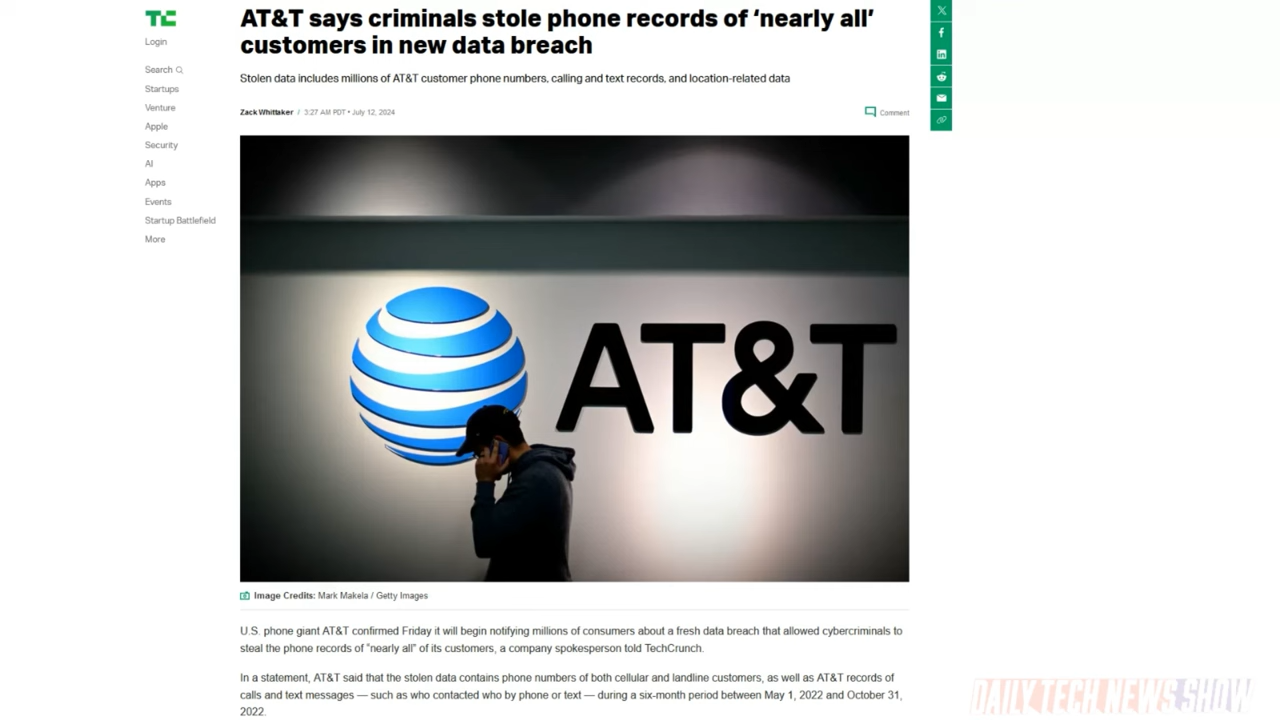 AT&T says criminals stole phone records of ‘nearly all’
customers in new data breach
Stolen data includes millions of AT&T customer phone numbers, calling and text records, and location-related data
Zack Whittaker / 3:27 AM PDT • July 12, 2024
Comment
TC
Login
Search
Startups
Venture
Apple
Security
AI
Apps
Events
Startup Battlefield
More
AT&T
Image Credits: Mark Makela / Getty Images
U.S. phone giant AT&T confirmed Friday it will begin notifying millions of consumers about a fresh data breach that allowed cybercriminals to
steal the phone records of "nearly all" of its customers, a company spokesperson told TechCrunch.
In a statement, AT&T said that the stolen data contains phone numbers of both cellular and landline customers, as well as AT&T records of
calls and text messages — such as who contacted who by phone or text — during a six-month period between May 1, 2022 and October 31,
2022.
DAILY TECH NEWS SHOW